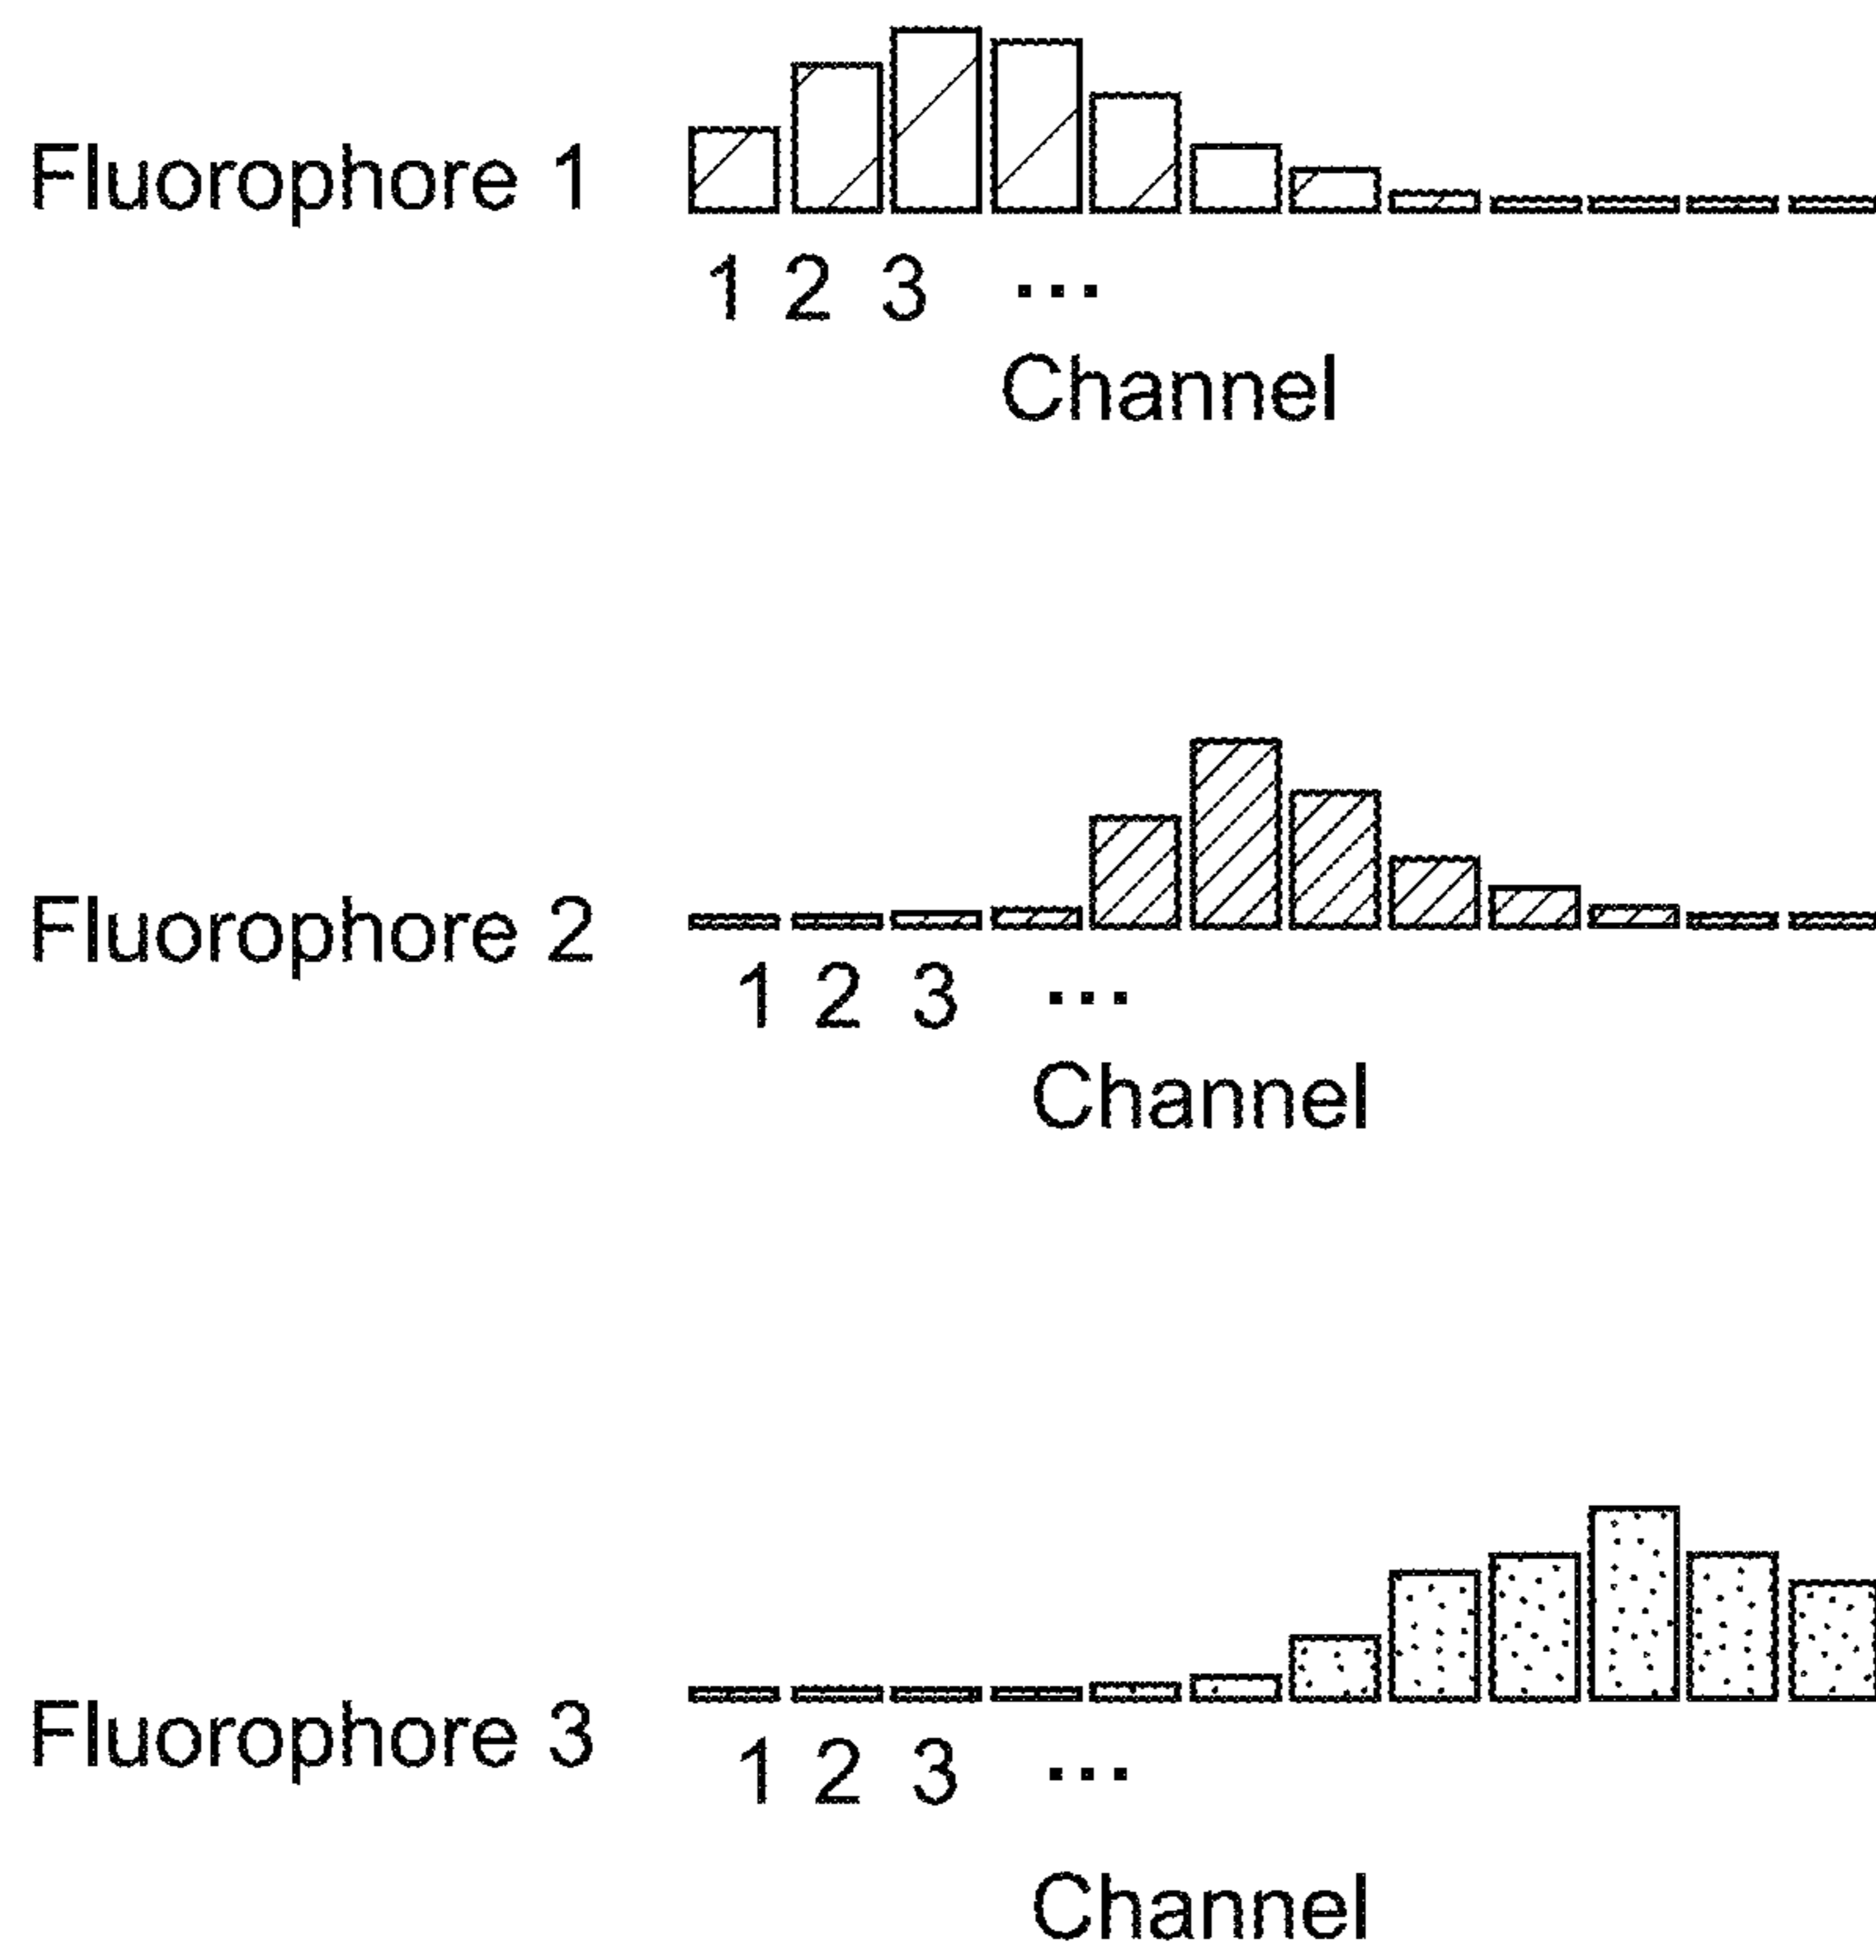 Fluorophore 1
1 2 3 ...
Channel
Fluorophore 2
1 2 3 ...
Channel
Fluorophore 3
1 2 3 ...
Channel